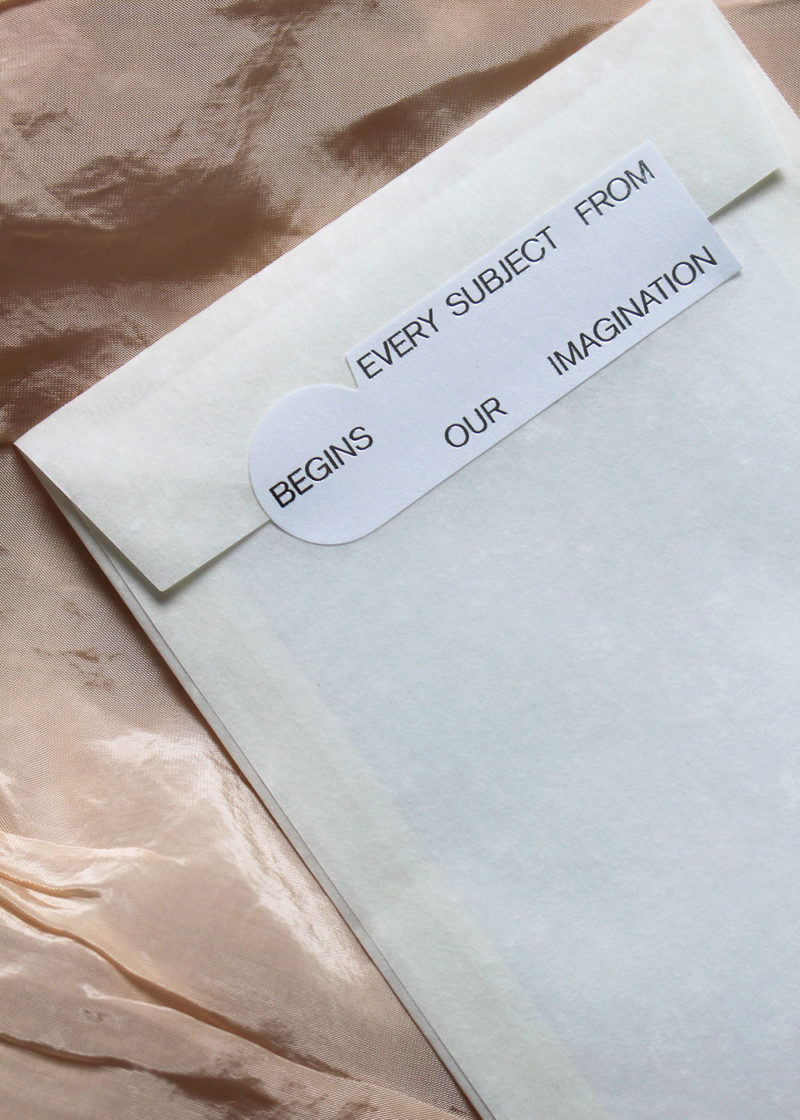 EVERY SUBJECT FROM
BEGINS OUR IMAGINATION